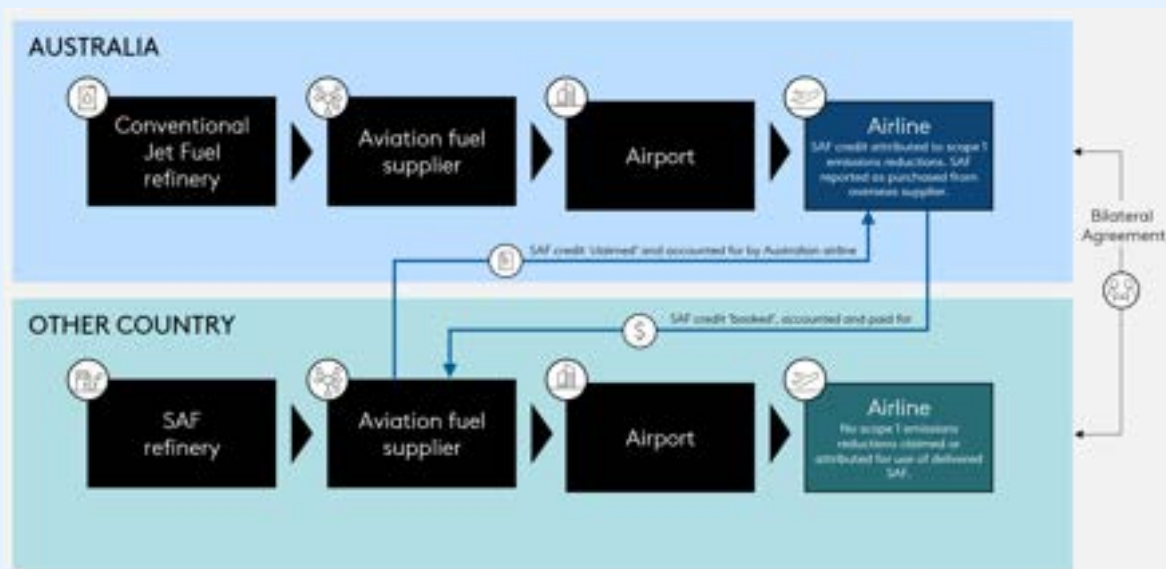 AUSTRALIA
Conventional
Jet Fuel
refinery
Aviation fuel
supplier
Airport
Airline
SAF credit attributed to scope 1
emissions reductions. SAF
reported as purchased from
overseas supplier.
Bilateral
Agreement
SAF credit 'claimed' and accounted for by Australian airline
OTHER COUNTRY
SAF credit 'booked', accounted and paid for
$
SAF
refinery
Aviation fuel
supplier
Airport
Airline
No scope 1 emissions
reductions claimed or
attributed for use of delivered
SAF.